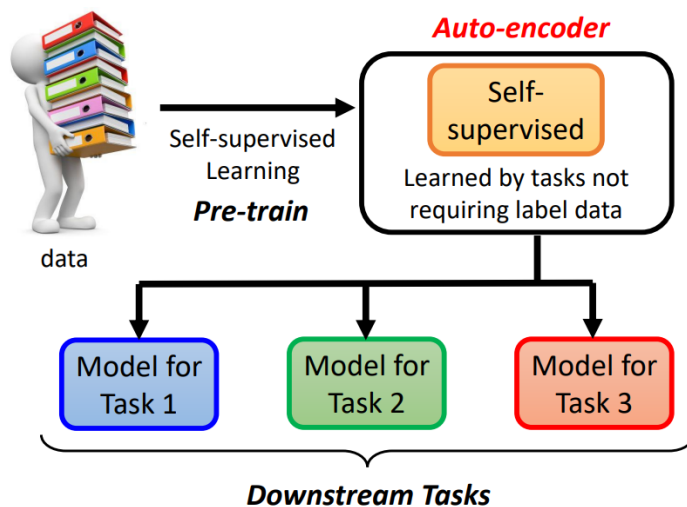 Auto-encoder
Self-
supervised
Learned by tasks not
requiring label data
Self-supervised
Learning
Pre-train
data
Model for
Task 1
Model for
Task 2
Model for
Task 3
Downstream Tasks